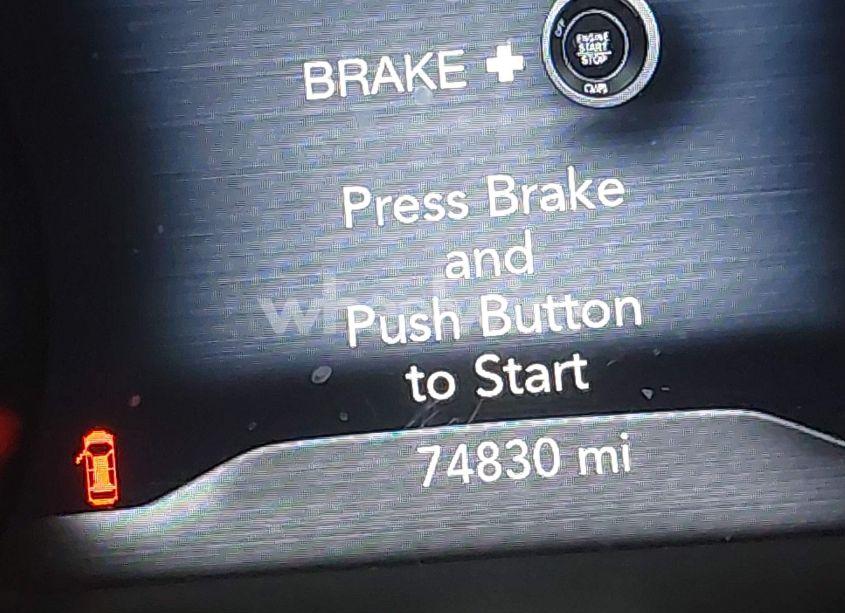 BRAKE +
ENGINE
START
STOP
Press Brake
and
Push Button
to Start
74830 mi